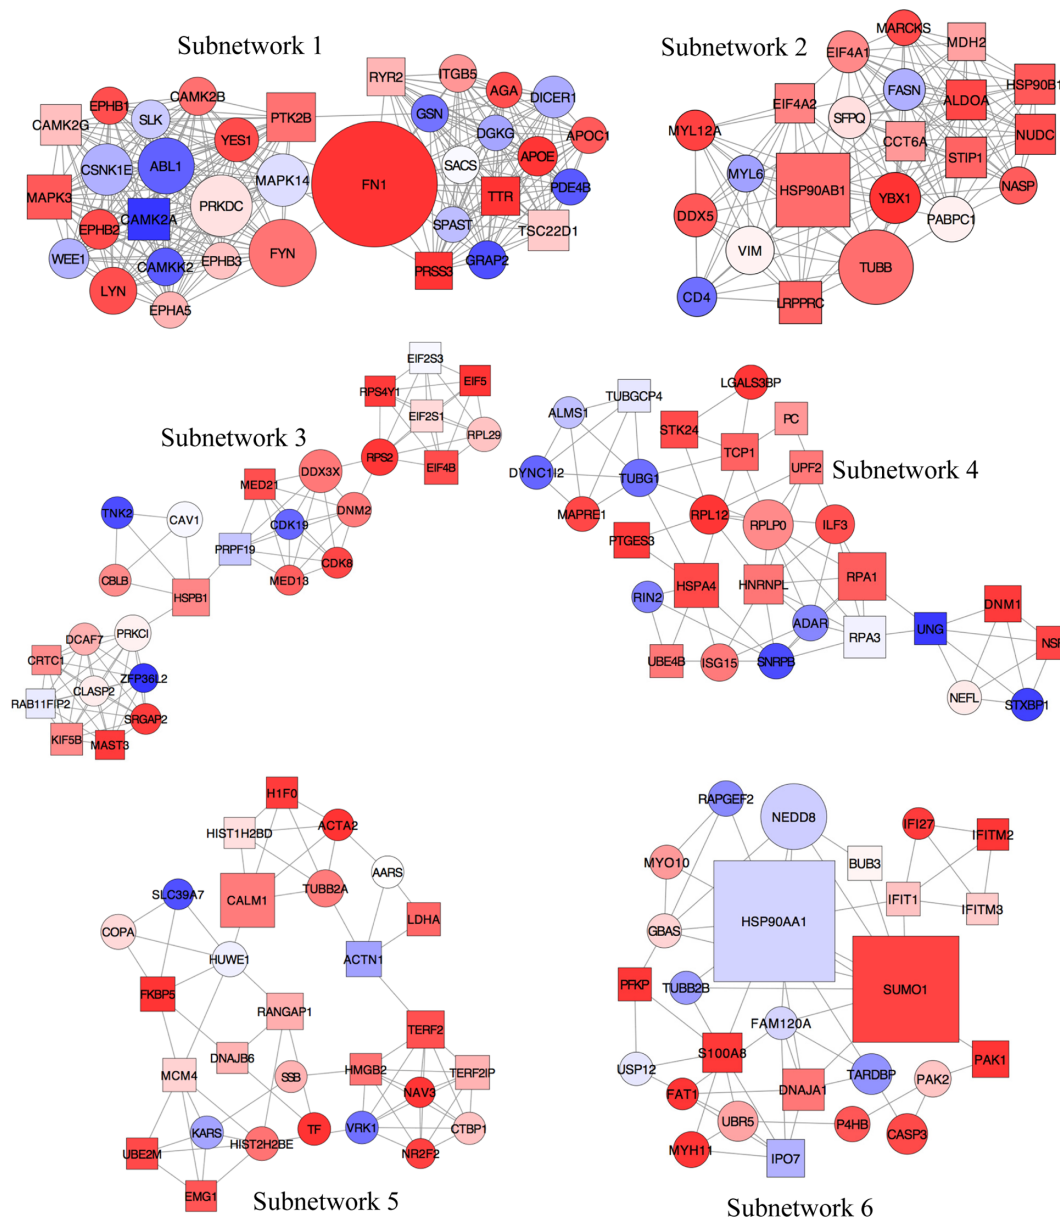 Subnetwork 1
EPHB1
CAMK2B
SLK
CAMK2G
PTK2B
YES1
CSNK1E
ABL1
MAPK14
MAPK3
PRKDC
CAMK2A
EPHB2
WEE1
CAMKK2
EPHB3
FYN
LYN
EPHA5
FN1
RYR2
ITGB5
AGA
DICER1
GSN
DGKG
APOC1
APOE
SACS
PDE4B
TTR
SPAST
TSC22D1
GRAP2
PRSS3
Subnetwork 2
MARCKS
EIF4A1
MDH2
FASN
HSP90B1
EIF4A2
ALDOA
SFPQ
MYL12A
CCT6A
NUDC
STIP1
MYL6
HSP90AB1
NASP
YBX1
DDX5
PABPC1
VIM
TUBB
CD4
LRPPRC
Subnetwork 3
EIF2S3
RPS4Y1
EIF5
EIF2S1
RPL29
RPS2
EIF4B
DDX3X
MED21
DNM2
TNK2
CAV1
CDK19
PRPF19
CDK8
CBLB
MED13
HSPB1
PRKCI
DCAF7
CRTC1
ZFP36L2
CLASP2
RAB11FIP2
SRGAP2
KIF5B
MAST3
Subnetwork 4
LGALS3BP
TUBGCP4
ALMS1
PC
STK24
TCP1
UPF2
DYNC1I2
TUBG1
MAPRE1
RPL12
RPLP0
ILF3
PTGES3
HSPA4
HNRNPL
RPA1
RIN2
DNM1
ADAR
UNG
RPA3
UBE4B
ISG15
SNRPB
NEFL
STXBP1
H1F0
HIST1H2BD
ACTA2
AARS
SLC39A7
CALM1
TUBB2A
LDHA
COPA
HUWE1
ACTN1
FKBP5
RANGAP1
TERF2
DNAJB6
MCM4
SSB
HMGB2
TERF2IP
NAV3
KARS
TF
VRK1
CTBP1
UBE2M
HIST2H2BE
NR2F2
EMG1
Subnetwork 5
RAPGEF2
NEDD8
IFI27
IFITM2
MYO10
BUB3
IFIT1
IFITM3
HSP90AA1
GBAS
PFKP
TUBB2B
SUMO1
FAM120A
S100A8
USP12
PAK1
TARDBP
PAK2
FAT1
DNAJA1
UBR5
P4HB
CASP3
MYH11
IPO7
Subnetwork 6